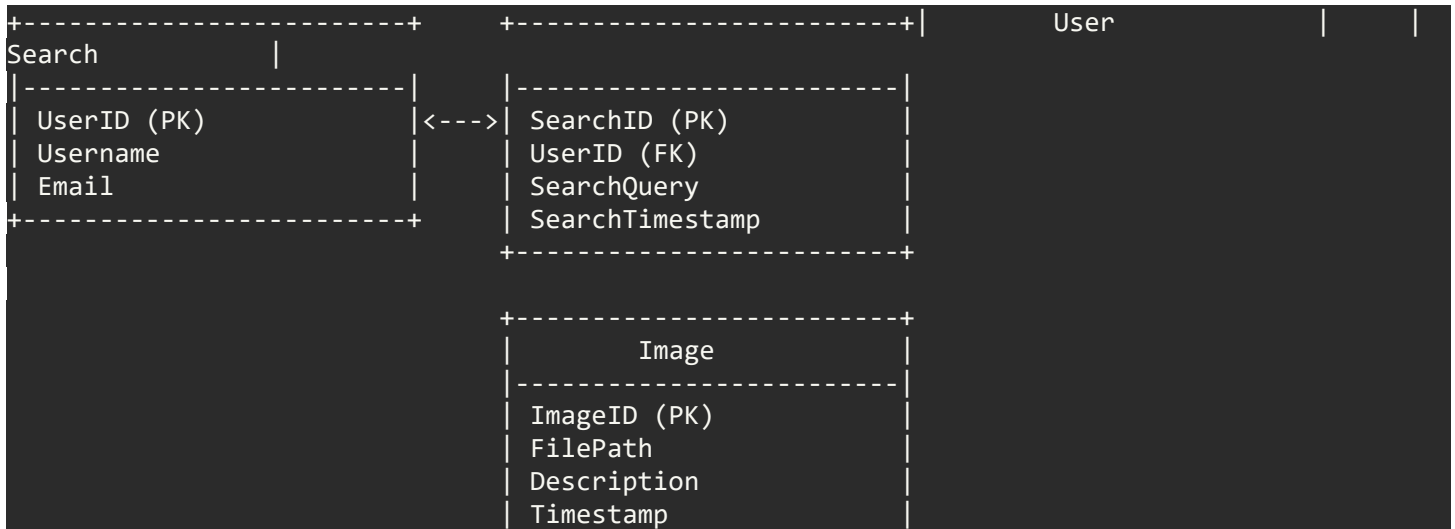 +-------------------------+     +-------------------------+|        User             |     |
Search           |
|-------------------------|     |-------------------------|
| UserID (PK)             |<--->| SearchID (PK)           |
| Username                |     | UserID (FK)             |
| Email                   |     | SearchQuery             |
+-------------------------+     | SearchTimestamp         |
                                +-------------------------+
                                +-------------------------+
                                |        Image            |
                                |-------------------------|
                                | ImageID (PK)            |
                                | FilePath                |
                                | Description             |
                                | Timestamp               |